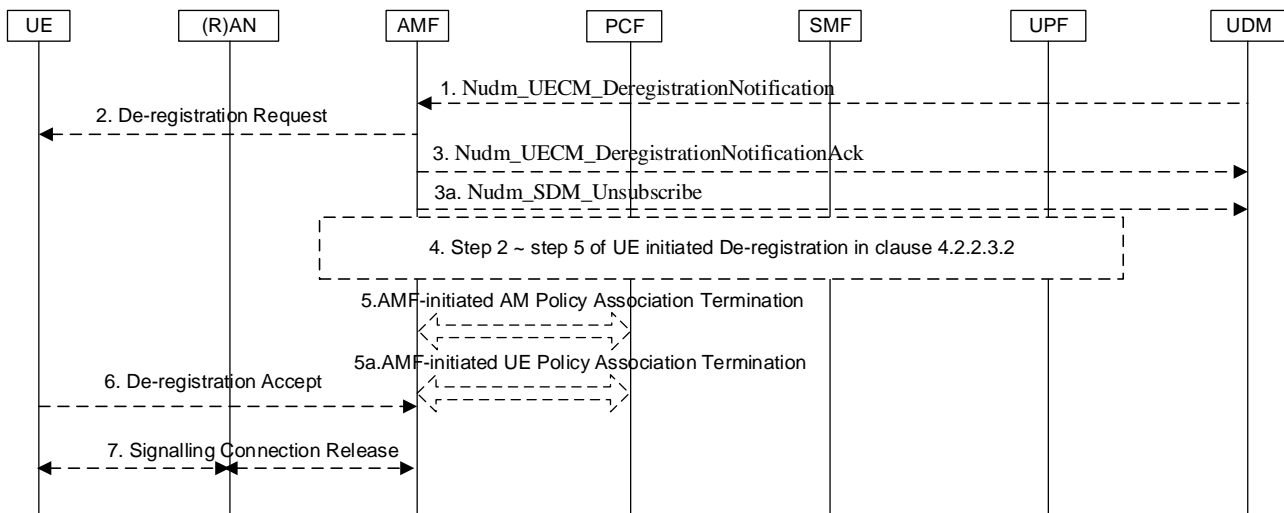 UE
(R)AN
AMF
PCF
SMF
UPF
UDM
1. Nudm_UECM_DeregistrationNotification
2. De-registration Request
3. Nudm_UECM_DeregistrationNotificationAck
3a. Nudm_SDM_Unsubscribe
4. Step 2 ~ step 5 of UE initiated De-registration in clause 4.2.2.3.2
5.AMF-initiated AM Policy Association Termination
5a.AMF-initiated UE Policy Association Termination
6. De-registration Accept
7. Signalling Connection Release